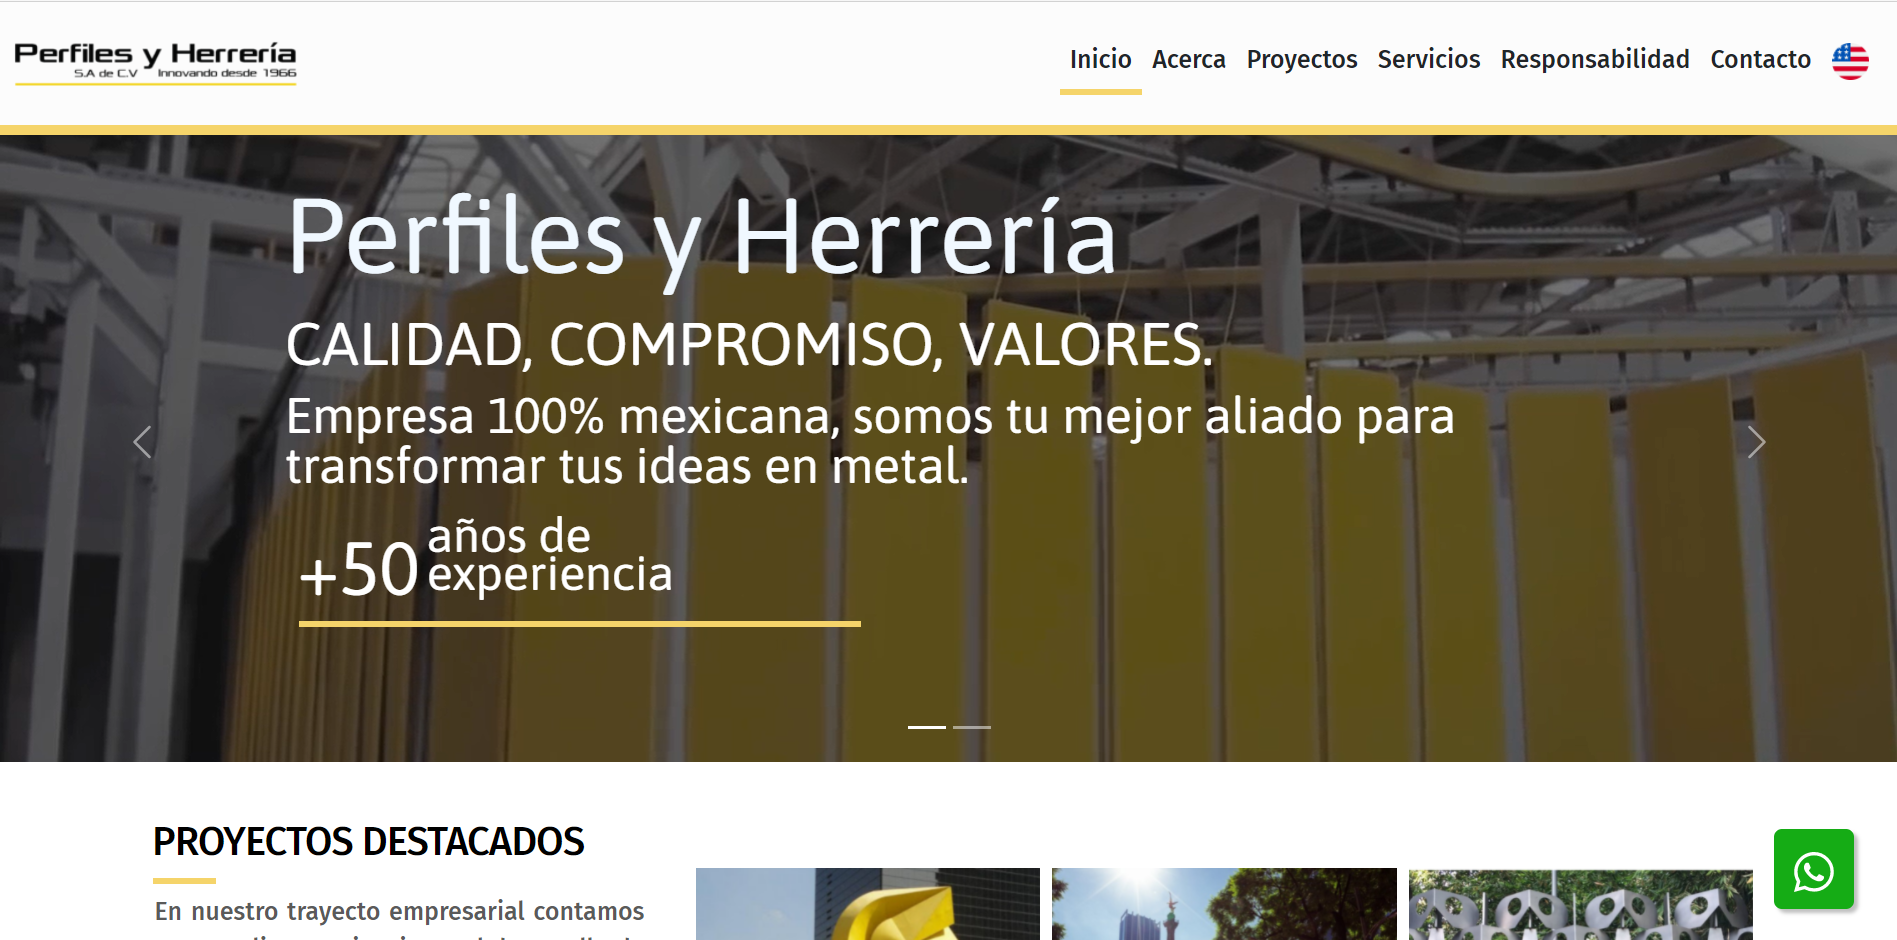 Perfiles y Herrería
S.A de C.V Innovando desde 1966
Inicio Acerca Proyectos Servicios Responsabilidad Contacto
Perfiles y Herrería
CALIDAD, COMPROMISO, VALORES.
Empresa 100% mexicana, somos tu mejor aliado para
transformar tus ideas en metal.
+50 años de
experiencia
PROYECTOS DESTACADOS
En nuestro trayecto empresarial contamos